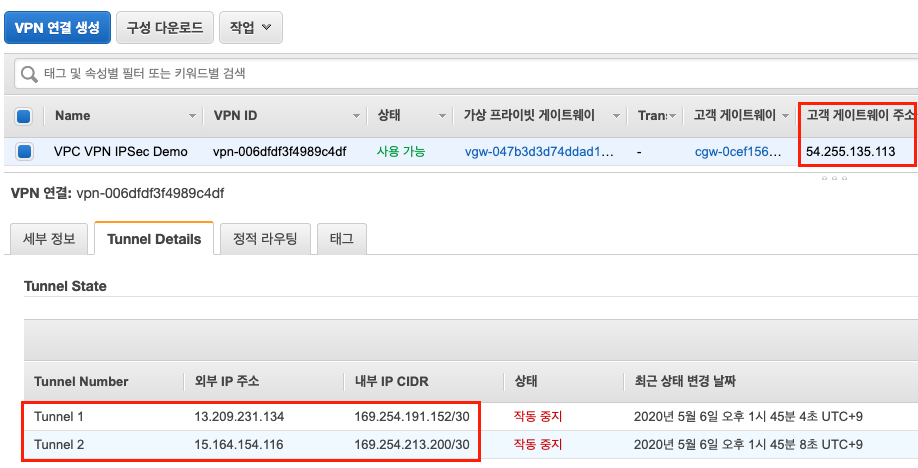 VPN 연결 생성 구성 다운로드 작업
태그 및 속성별 필터 또는 키워드별 검색
Name VPN ID 상태 가상 프라이빗 게이트웨이 Tran: 고객 게이트웨이 고객 게이트웨이 주소
VPC VPN IPSec Demo vpn-006dfdf3f4989c4df 사용 가능 vgw-047b3d3d74ddad1... - cgw-0cef156... 54.255.135.113
VPN 연결: vpn-006dfdf3f4989c4df
세부 정보 Tunnel Details 정적 라우팅 태그
Tunnel State
Tunnel Number 외부 IP 주소 내부 IP CIDR 상태 최근 상태 변경 날짜
Tunnel 1 13.209.231.134 169.254.191.152/30 작동 중지 2020년 5월 6일 오후 1시 45분 4초 UTC+9
Tunnel 2 15.164.154.116 169.254.213.200/30 작동 중지 2020년 5월 6일 오후 1시 45분 8초 UTC+9